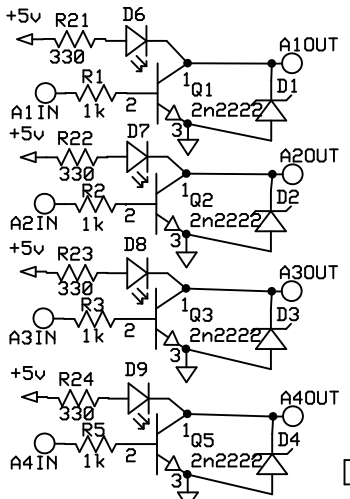 +5v R21 D6 A1OUT
330 1
R1 Q1 D1
A1IN 1k 2 2n2222
3
+5v R22 D7 A2OUT
330 1
R2 Q2 D2
A2IN 1k 2 2n2222
3
+5v R23 D8 A3OUT
330 1
R3 Q3 D3
A3IN 1k 2 2n2222
3
+5v R24 D9 A4OUT
330 1
R5 Q5 D4
A4IN 1k 2 2n2222
3